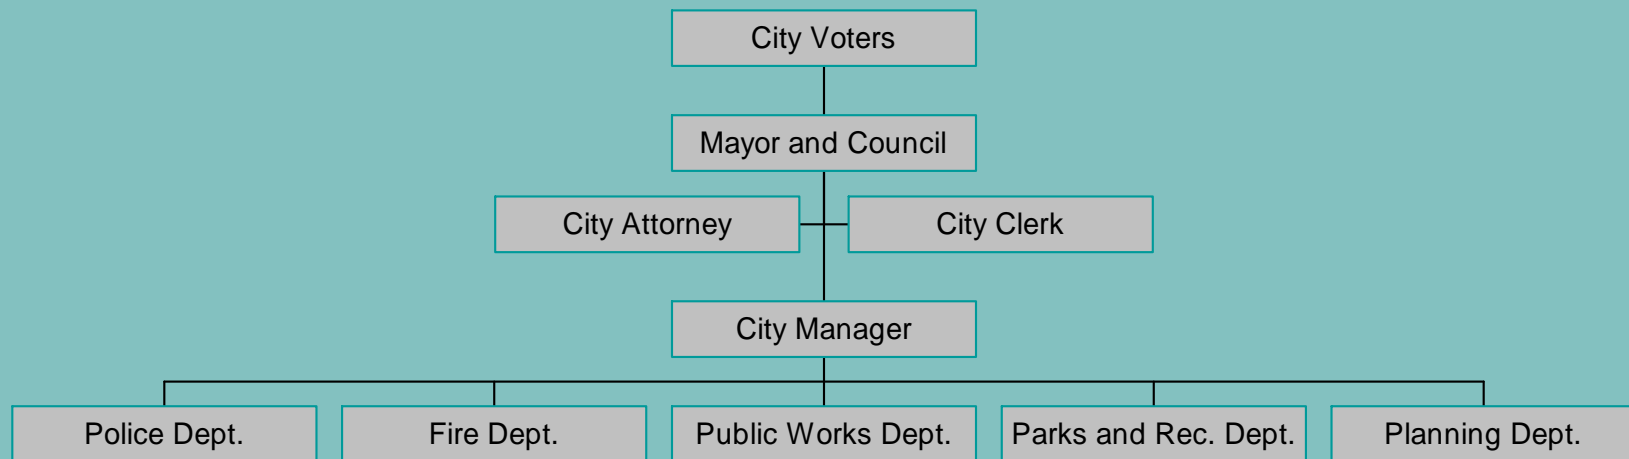 City Voters
Mayor and Council
City Attorney
City Clerk
City Manager
Police Dept.
Fire Dept.
Public Works Dept.
Parks and Rec. Dept.
Planning Dept.